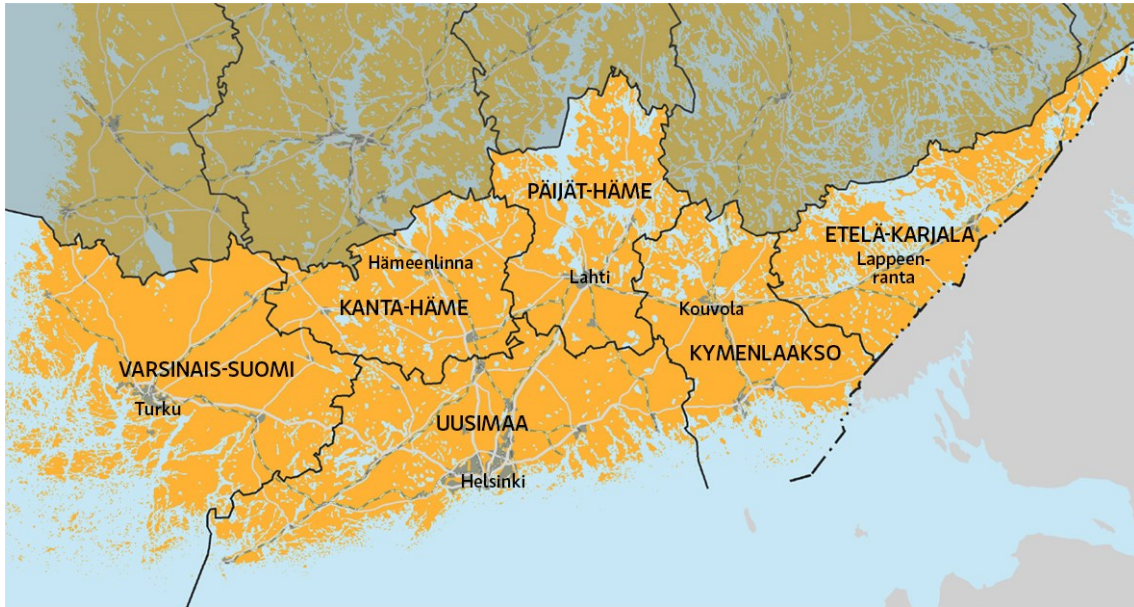 PÄIJÄT-HÄME
ETELÄ-KARJALA
Lappeen-
ranta
Hämeenlinna
Lahti
KANTA-HÄME
Kouvola
KYMENLAAKSO
VARSINAIS-SUOMI
Turku
UUSIMAA
Helsinki